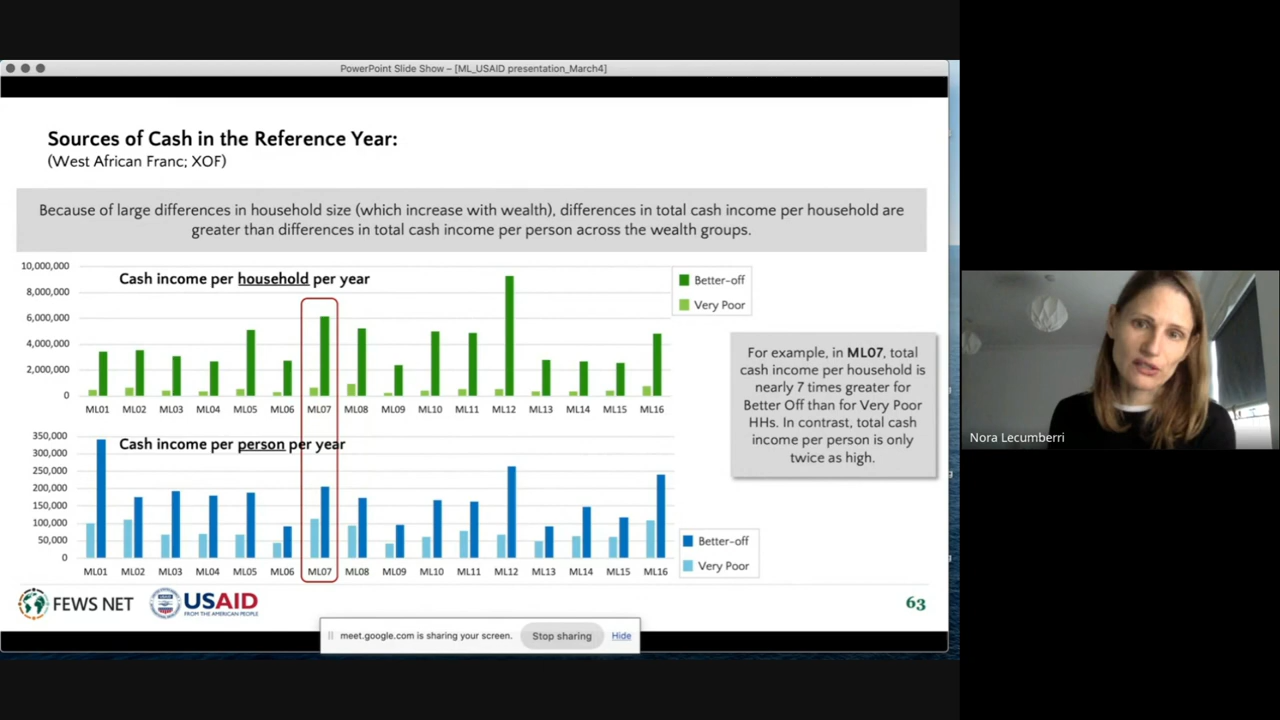 PowerPoint Slide Show – [ML_USAID presentation_March4]
Sources of Cash in the Reference Year:
(West African Franc; XOF)
Because of large differences in household size (which increase with wealth), differences in total cash income per household are
greater than differences in total cash income per person across the wealth groups.
Cash income per household per year
10,000,000
8,000,000
6,000,000
4,000,000
2,000,000
0
ML01 ML02 ML03 ML04 ML05 ML06 ML07 ML08 ML09 ML10 ML11 ML12 ML13 ML14 ML15 ML16
Better-off
Very Poor
For example, in ML07, total
cash income per household is
nearly 7 times greater for
Better Off than for Very Poor
HHs. In contrast, total cash
income per person is only
twice as high.
Cash income per person per year
350,000
300,000
250,000
200,000
150,000
100,000
50,000
0
ML01 ML02 ML03 ML04 ML05 ML06 ML07 ML08 ML09 ML10 ML11 ML12 ML13 ML14 ML15 ML16
Better-off
Very Poor
FEWS NET
USAID
FROM THE AMERICAN PEOPLE
63
meet.google.com is sharing your screen.
Stop sharing
Hide
Nora Lecumberri